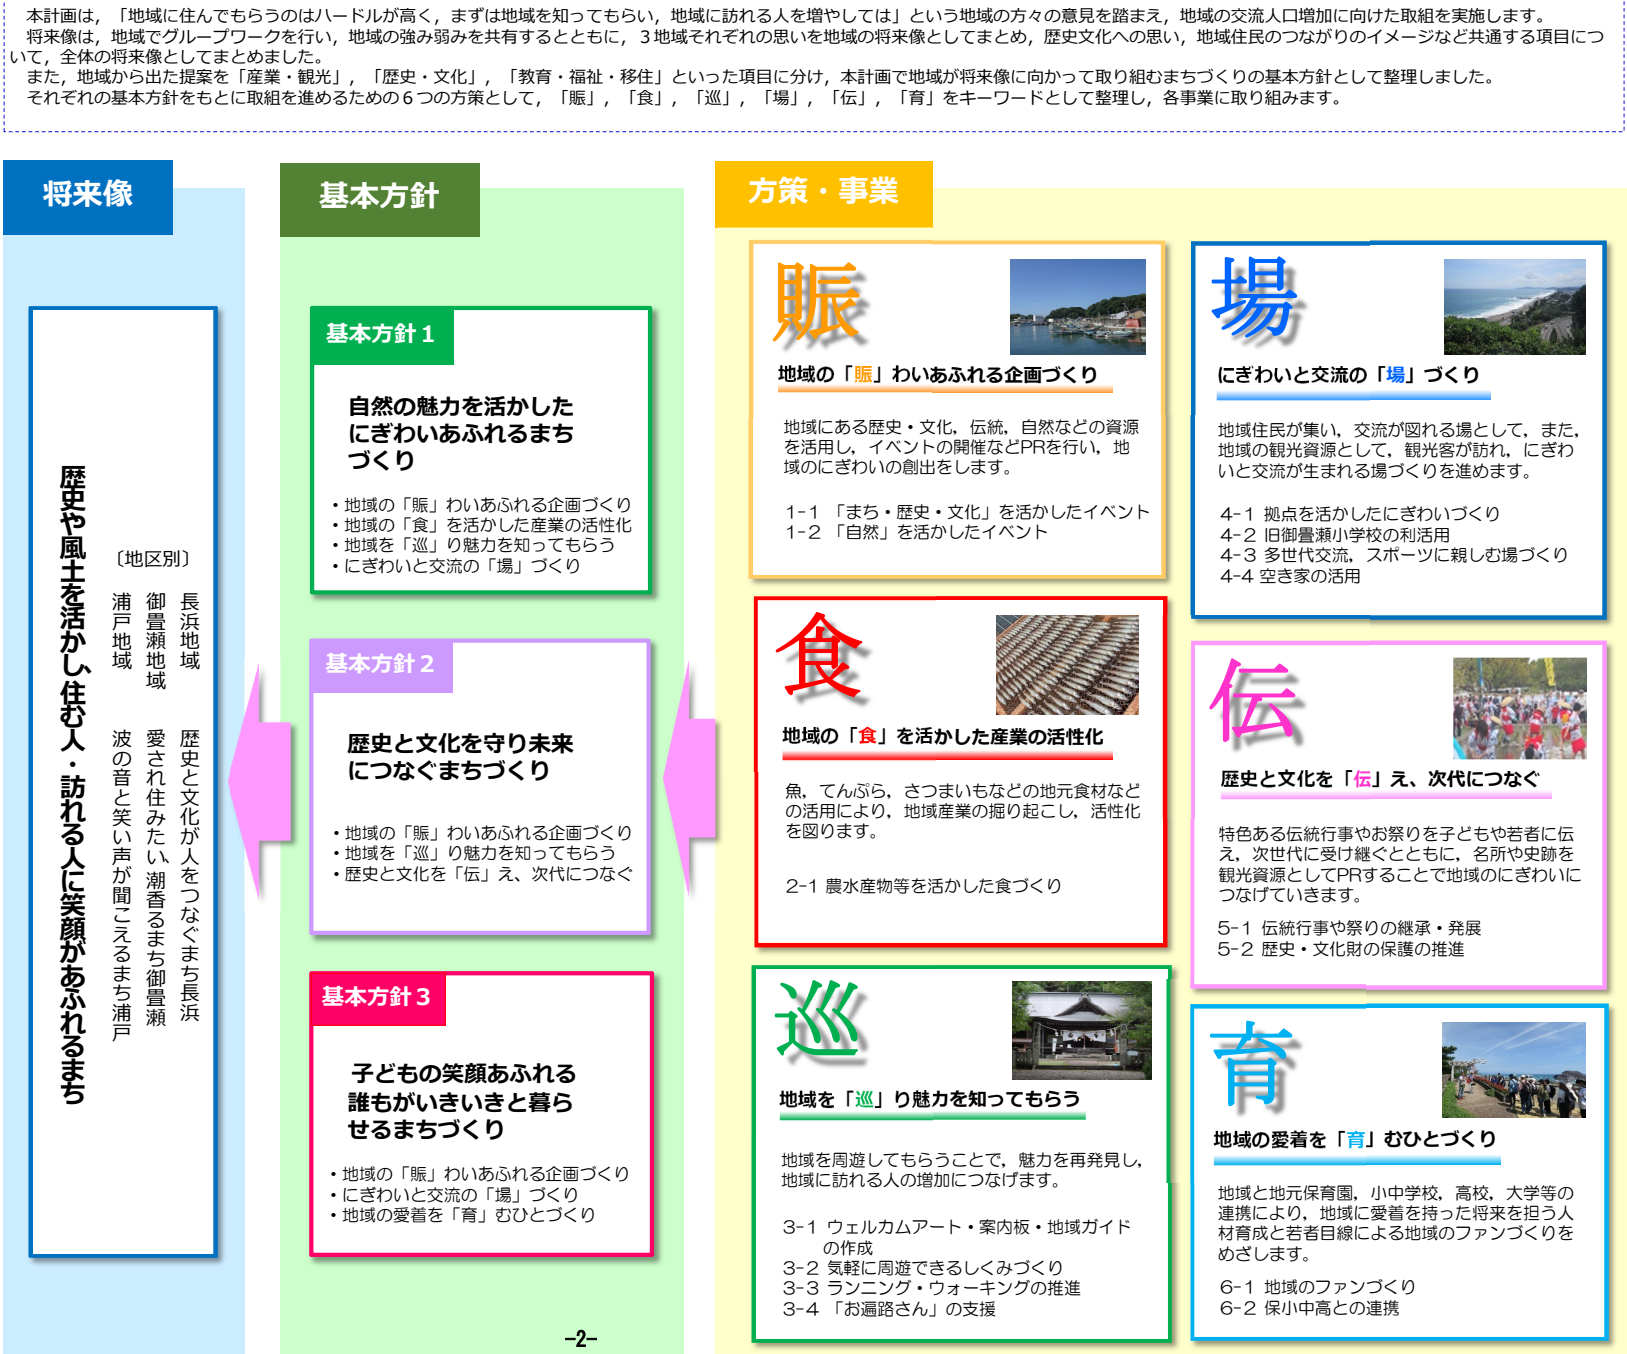 本計画は，「地域に住んでもらうのはハードルが高く，まずは地域を知ってもらい，地域に訪れる人を増やしては」という地域の方々の意見を踏まえ，地域の交流人口増加に向けた取組を実施します。
将来像は，地域でグループワークを行い，地域の強み弱みを共有するとともに，３地域それぞれの思いを地域の将来像としてまとめ，歴史文化への思い，地域住民のつながりのイメージなど共通する項目につ
いて，全体の将来像としてまとめました。
また，地域から出た提案を「産業・観光」，「歴史・文化」，「教育・福祉・移住」といった項目に分け，本計画で地域が将来像に向かって取り組むまちづくりの基本方針として整理しました。
それぞれの基本方針をもとに取組を進めるための６つの方策として，「賑」，「食」，「巡」，「場」，「伝」，「育」をキーワードとして整理し，各事業に取り組みます。
将来像
歴史や風土を活かし、住む人・訪れる人に笑顔があふれるまち
〔地区別〕
長浜地域　歴史と文化が人をつなぐまち長浜
御畳瀬地域　愛され住みたい、潮香るまち御畳瀬
浦戸地域　波の音と笑い声が聞こえるまち浦戸
基本方針
基本方針１
自然の魅力を活かした
にぎわいあふれるまち
づくり
・地域の「賑」わいあふれる企画づくり
・地域の「食」を活かした産業の活性化
・地域を「巡」り魅力を知ってもらう
・にぎわいと交流の「場」づくり
基本方針２
歴史と文化を守り未来
につなぐまちづくり
・地域の「賑」わいあふれる企画づくり
・地域を「巡」り魅力を知ってもらう
・歴史と文化を「伝」え、次代につなぐ
基本方針３
子どもの笑顔あふれる
誰もがいきいきと暮ら
せるまちづくり
・地域の「賑」わいあふれる企画づくり
・にぎわいと交流の「場」づくり
・地域の愛着を「育」むひとづくり
方策・事業
賑
地域の「賑」わいあふれる企画づくり
地域にある歴史・文化，伝統，自然などの資源
を活用し，イベントの開催などPRを行い，地
域のにぎわいの創出をします。
1-1 「まち・歴史・文化」を活かしたイベント
1-2 「自然」を活かしたイベント
食
地域の「食」を活かした産業の活性化
魚，てんぷら，さつまいもなどの地元食材など
の活用により，地域産業の掘り起こし，活性化
を図ります。
2-1 農水産物等を活かした食づくり
巡
地域を「巡」り魅力を知ってもらう
地域を周遊してもらうことで，魅力を再発見し，
地域に訪れる人の増加につなげます。
3-1 ウェルカムアート・案内板・地域ガイド
の作成
3-2 気軽に周遊できるしくみづくり
3-3 ランニング・ウォーキングの推進
3-4 「お遍路さん」の支援
場
にぎわいと交流の「場」づくり
地域住民が集い，交流が図れる場として，また，
地域の観光資源として，観光客が訪れ，にぎわ
いと交流が生まれる場づくりを進めます。
4-1 拠点を活かしたにぎわいづくり
4-2 旧御畳瀬小学校の利活用
4-3 多世代交流，スポーツに親しむ場づくり
4-4 空き家の活用
伝
歴史と文化を「伝」え、次代につなぐ
特色ある伝統行事やお祭りを子どもや若者に伝
え，次世代に受け継ぐとともに，名所や史跡を
観光資源としてPRすることで地域のにぎわいに
つなげていきます。
5-1 伝統行事や祭りの継承・発展
5-2 歴史・文化財の保護の推進
育
地域の愛着を「育」むひとづくり
地域と地元保育園，小中学校，高校，大学等の
連携により，地域に愛着を持った将来を担う人
材育成と若者目線による地域のファンづくりを
めざします。
6-1 地域のファンづくり
6-2 保小中高との連携
-2-